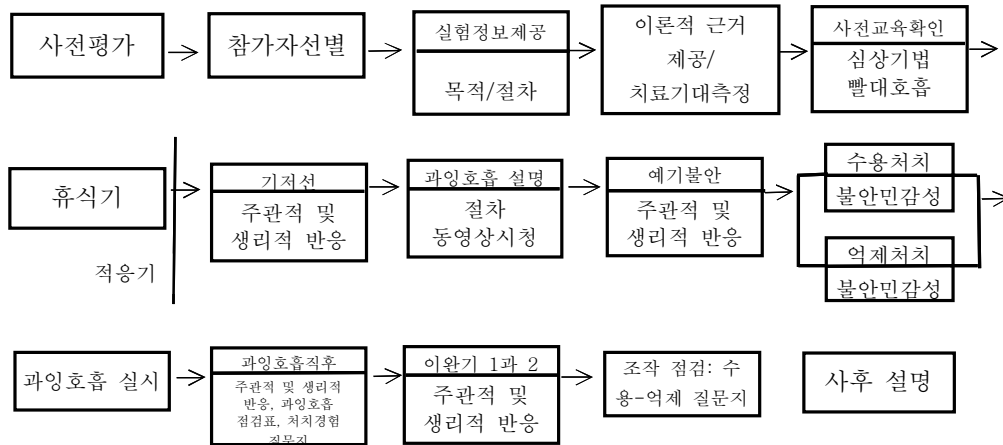 사전평가
참가자선별
실험정보제공
목적/절차
이론적 근거
제공/
치료기대측정
사전교육확인
심상기법
빨대호흡
휴식기
적응기
기저선
주관적 및
생리적 반응
과잉호흡 설명
절차
동영상시청
예기불안
주관적 및
생리적 반응
수용처치
불안민감성
억제처치
불안민감성
과잉호흡 실시
과잉호흡직후
주관적 및 생리적
반응, 과잉호흡
점검표, 처치경험
질문지
이완기 1과 2
주관적 및
생리적 반응
조작 점검: 수
용-억제 질문지
사후 설명